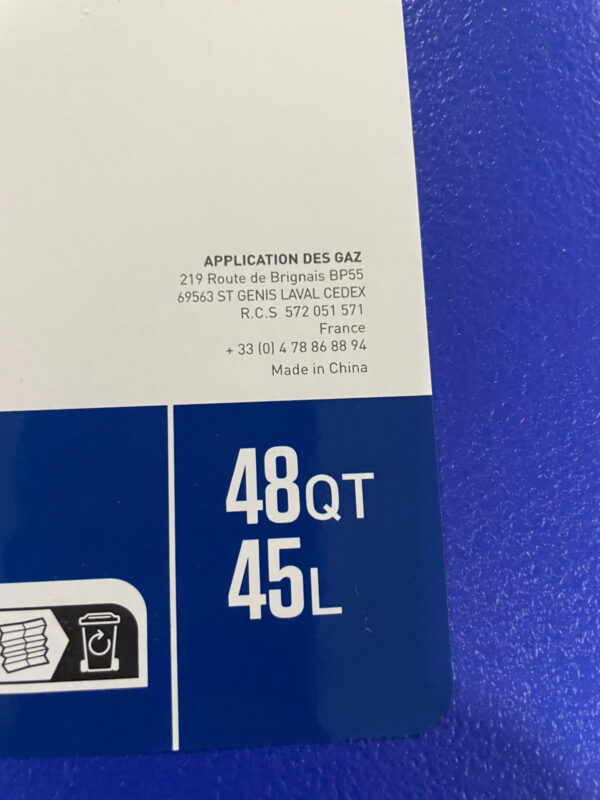 APPLICATION DES GAZ
219 Route de Brignais BP55
69563 ST GENIS LAVAL CEDEX
R.C.S 572 051 571
France
+ 33 (0) 4 78 86 88 94
Made in China
48QT
45L